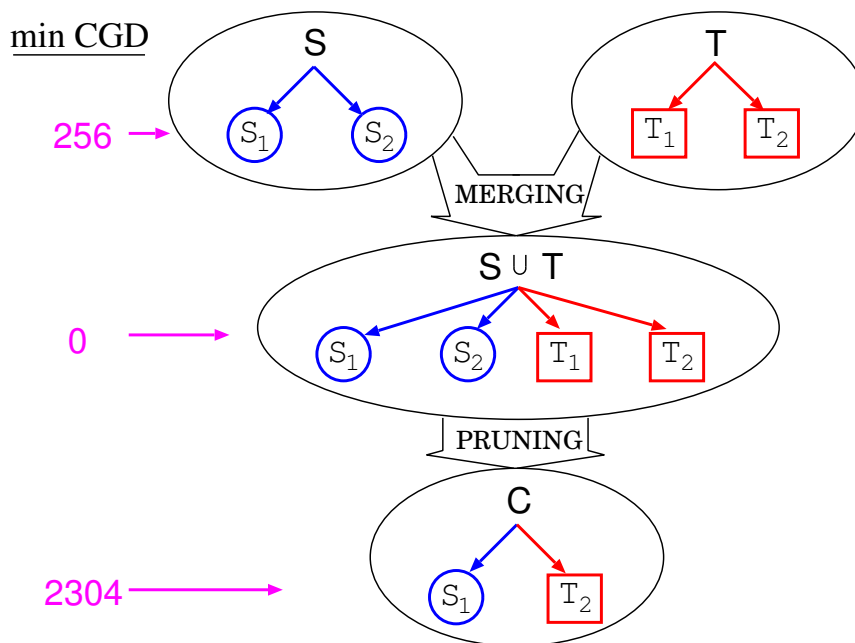 min CGD
S
T
256
S₁
S₂
T₁
T₂
MERGING
S ∪ T
0
S₁
S₂
T₁
T₂
PRUNING
C
2304
S₁
T₂